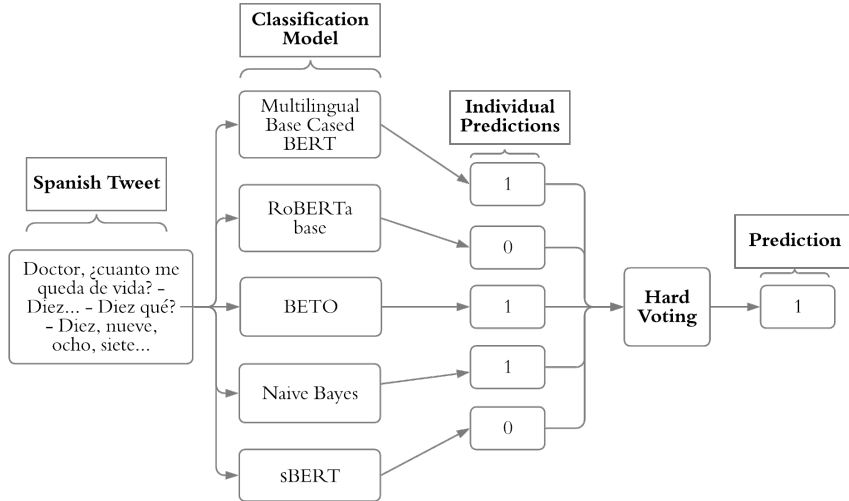 Classification
Model
Multilingual
Base Cased
BERT
Individual
Predictions
Spanish Tweet
1
RoBERTa
base
Prediction
0
Doctor, ¿cuanto me
queda de vida? -
Diez... - Diez qué?
- Diez, nueve,
ocho, siete...
BETO
1
Hard
Voting
1
Naive Bayes
1
0
sBERT